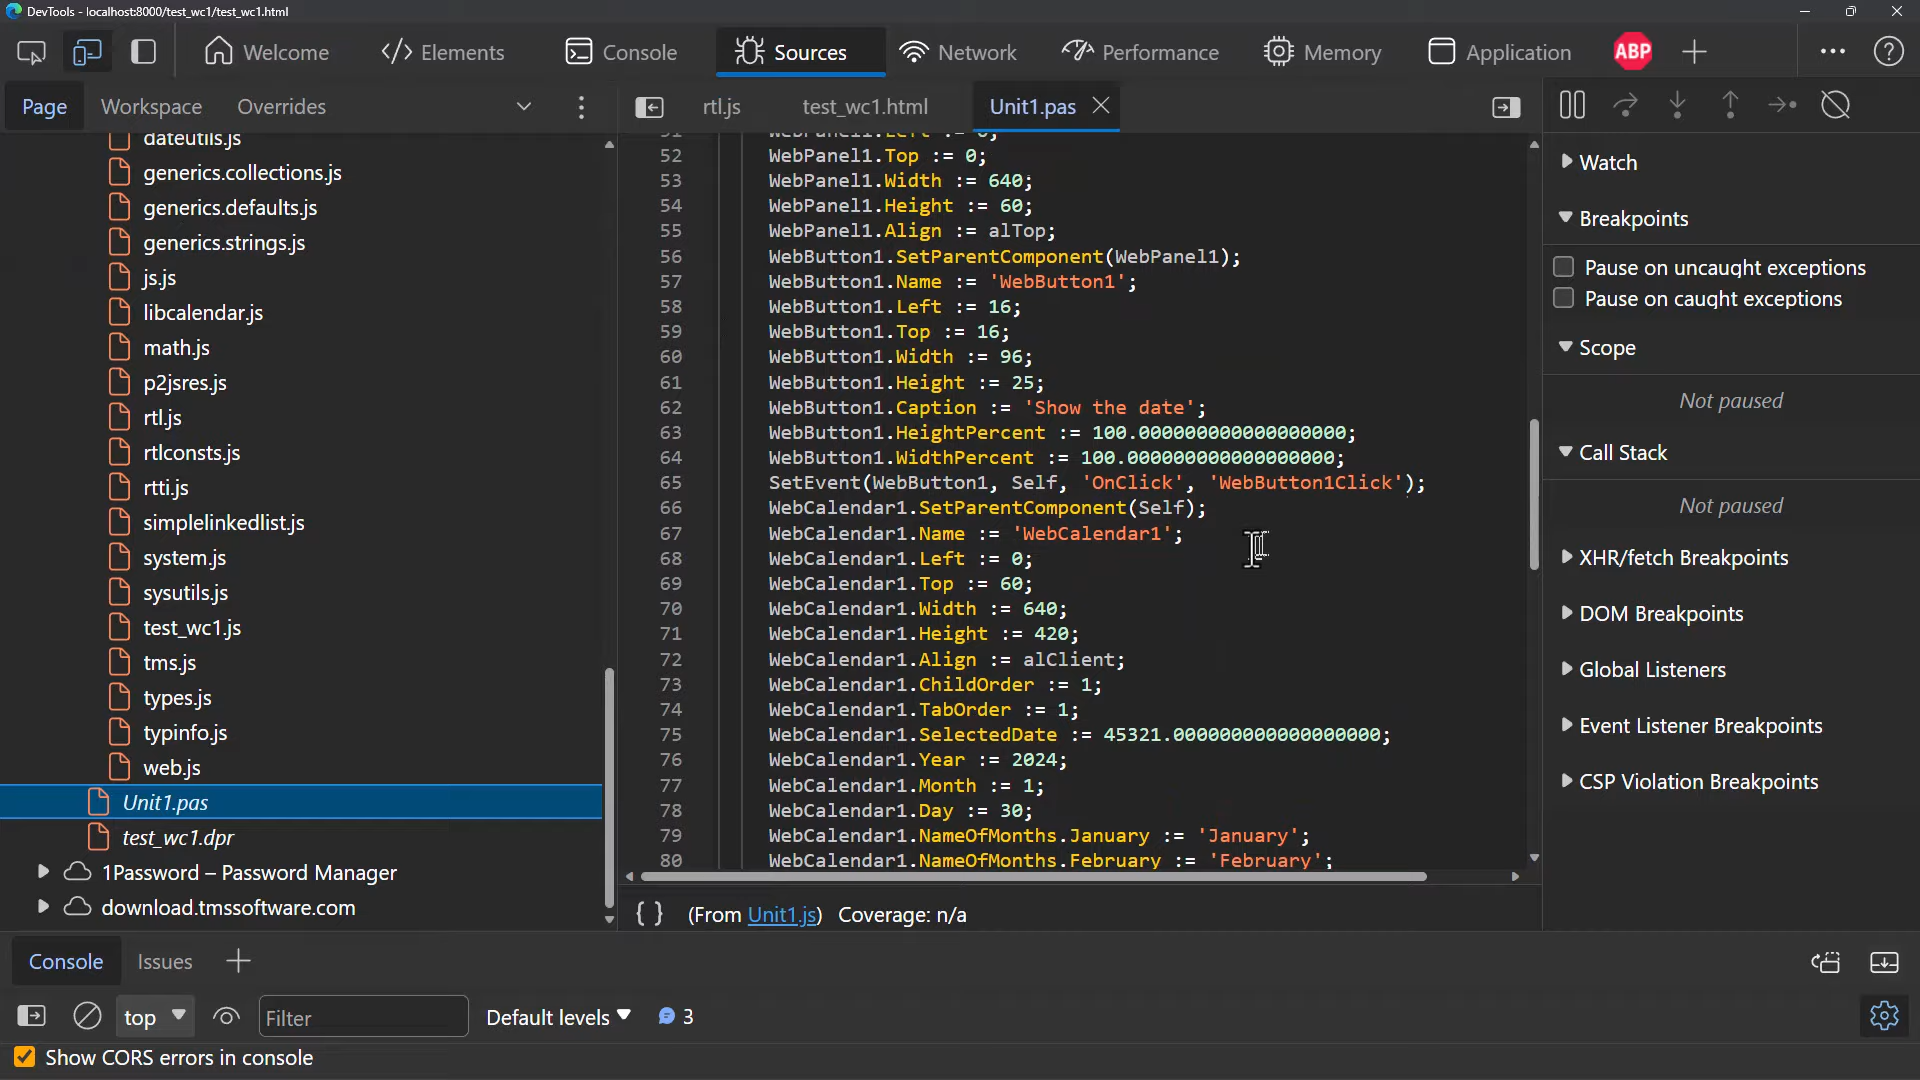 DevTools - localhost:8000/test_wc1/test_wc1.html
Welcome
Elements
Console
Sources
Network
Performance
Memory
Application
ABP
Page
Workspace
Overrides
rtl.js
test_wc1.html
Unit1.pas
dateutils.js
generics.collections.js
generics.defaults.js
generics.strings.js
js.js
libcalendar.js
math.js
p2jsres.js
rtl.js
rtlconsts.js
rtti.js
simplelinkedlist.js
system.js
sysutils.js
test_wc1.js
tms.js
types.js
typinfo.js
web.js
Unit1.pas
test_wc1.dpr
1Password – Password Manager
download.tmssoftware.com
51 WebPanel1.Left := 0;
52 WebPanel1.Top := 0;
53 WebPanel1.Width := 640;
54 WebPanel1.Height := 60;
55 WebPanel1.Align := alTop;
56 WebButton1.SetParentComponent(WebPanel1);
57 WebButton1.Name := 'WebButton1';
58 WebButton1.Left := 16;
59 WebButton1.Top := 16;
60 WebButton1.Width := 96;
61 WebButton1.Height := 25;
62 WebButton1.Caption := 'Show the date';
63 WebButton1.HeightPercent := 100.000000000000000000;
64 WebButton1.WidthPercent := 100.000000000000000000;
65 SetEvent(WebButton1, Self, 'OnClick', 'WebButton1Click');
66 WebCalendar1.SetParentComponent(Self);
67 WebCalendar1.Name := 'WebCalendar1';
68 WebCalendar1.Left := 0;
69 WebCalendar1.Top := 60;
70 WebCalendar1.Width := 640;
71 WebCalendar1.Height := 420;
72 WebCalendar1.Align := alClient;
73 WebCalendar1.ChildOrder := 1;
74 WebCalendar1.TabOrder := 1;
75 WebCalendar1.SelectedDate := 45321.000000000000000000;
76 WebCalendar1.Year := 2024;
77 WebCalendar1.Month := 1;
78 WebCalendar1.Day := 30;
79 WebCalendar1.NameOfMonths.January := 'January';
80 WebCalendar1.NameOfMonths.February := 'February';
{ } (From Unit1.js) Coverage: n/a
Watch
Breakpoints
Pause on uncaught exceptions
Pause on caught exceptions
Scope
Not paused
Call Stack
Not paused
XHR/fetch Breakpoints
DOM Breakpoints
Global Listeners
Event Listener Breakpoints
CSP Violation Breakpoints
Console
Issues
top
Filter
Default levels
3
Show CORS errors in console